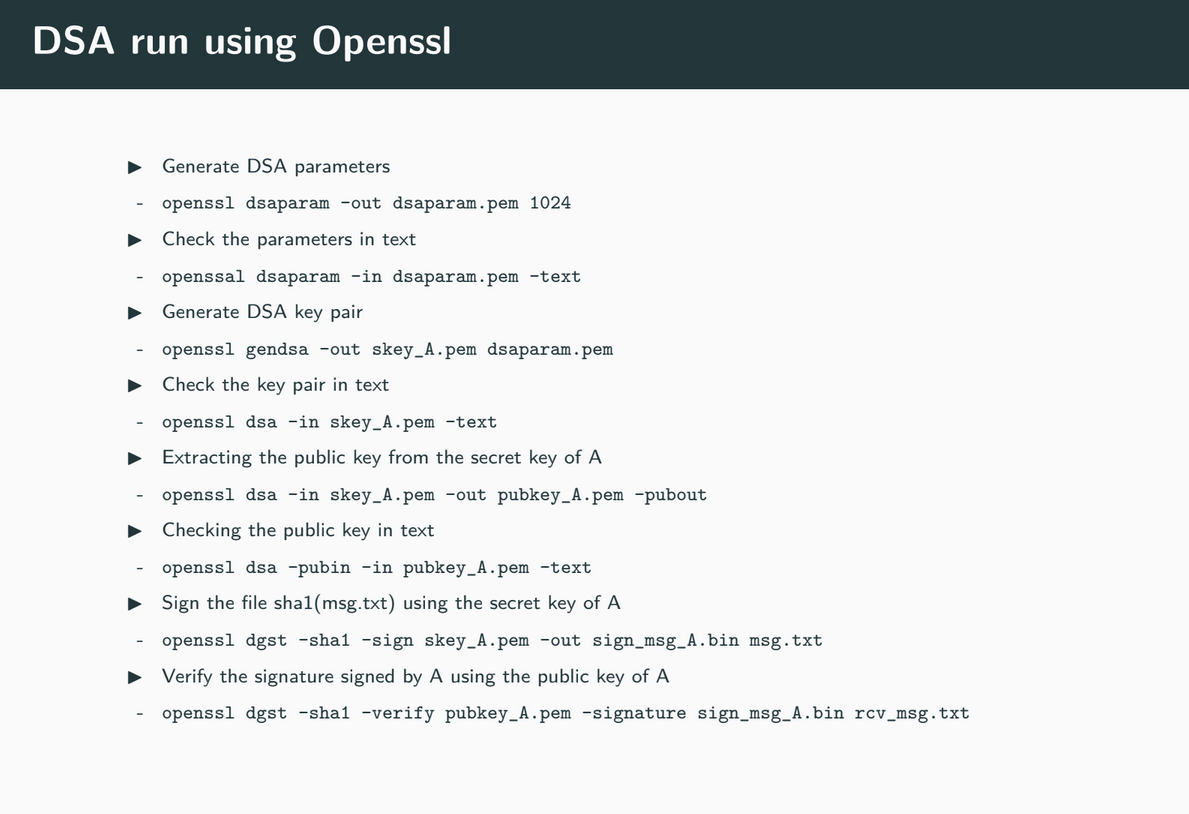 DSA run using Openssl
▶ Generate DSA parameters
- openssl dsaparam -out dsaparam.pem 1024
▶ Check the parameters in text
- openssal dsaparam -in dsaparam.pem -text
▶ Generate DSA key pair
- openssl gendsa -out skey_A.pem dsaparam.pem
▶ Check the key pair in text
- openssl dsa -in skey_A.pem -text
▶ Extracting the public key from the secret key of A
- openssl dsa -in skey_A.pem -out pubkey_A.pem -pubout
▶ Checking the public key in text
- openssl dsa -pubin -in pubkey_A.pem -text
▶ Sign the file sha1(msg.txt) using the secret key of A
- openssl dgst -sha1 -sign skey_A.pem -out sign_msg_A.bin msg.txt
▶ Verify the signature signed by A using the public key of A
- openssl dgst -sha1 -verify pubkey_A.pem -signature sign_msg_A.bin rcv_msg.txt